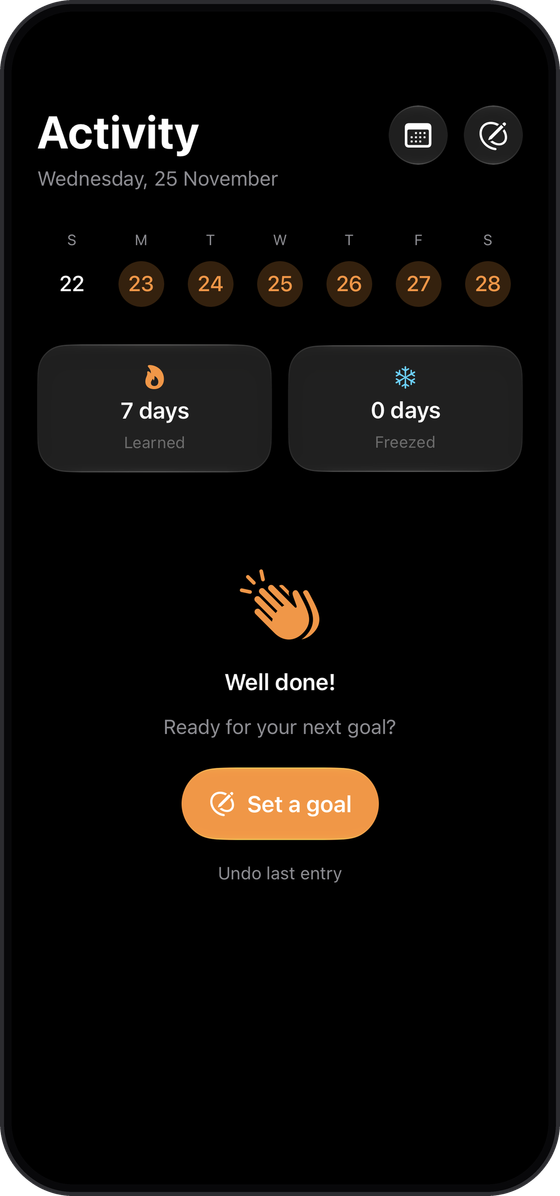 Activity
Wednesday, 25 November
S M T W T F S
22 23 24 25 26 27 28
7 days
Learned
0 days
Freezed
Well done!
Ready for your next goal?
Set a goal
Undo last entry